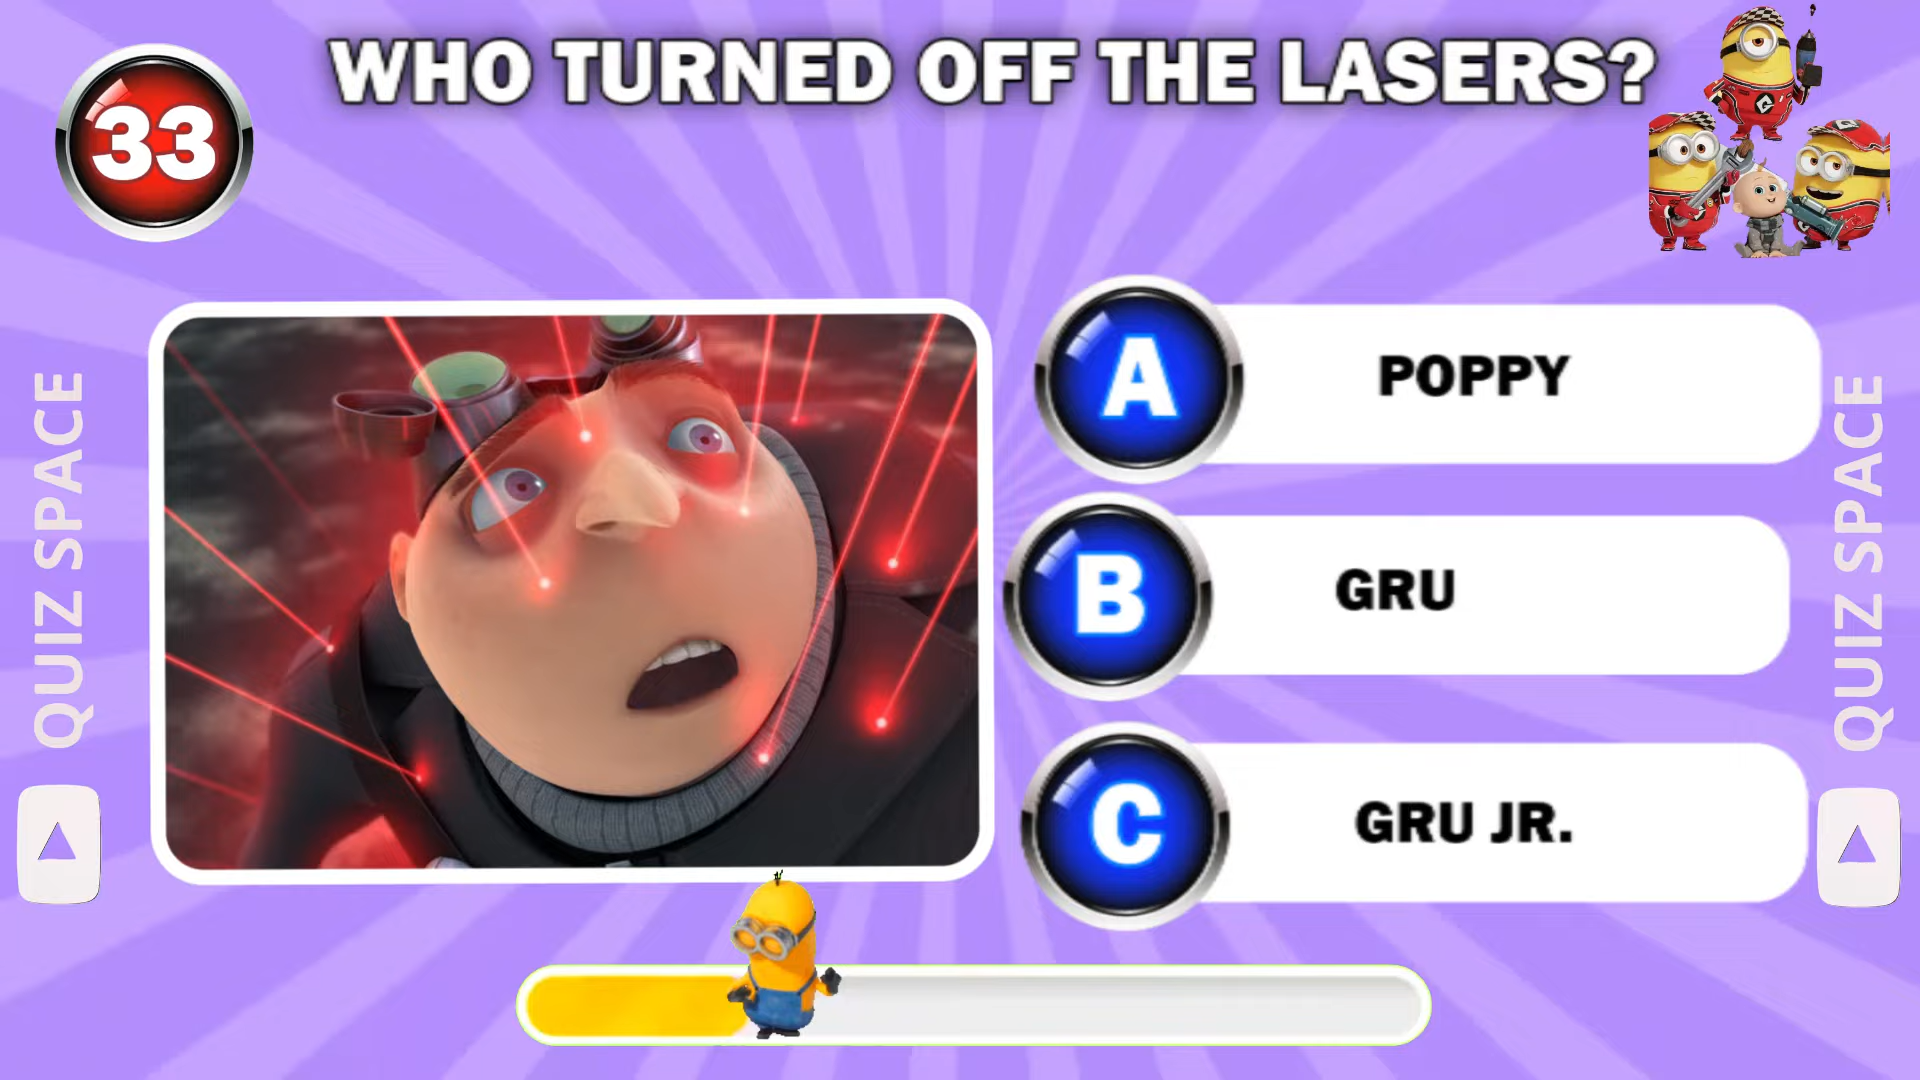 WHO TURNED OFF THE LASERS?
33
A POPPY
B GRU
C GRU JR.
QUIZ SPACE
QUIZ SPACE